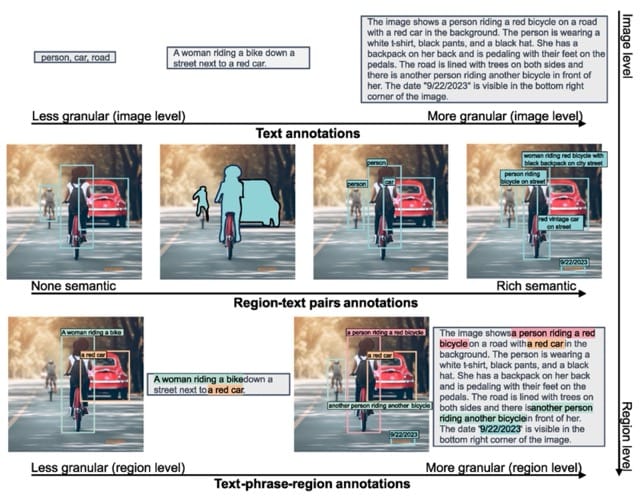 Image level
person, car, road
A woman riding a bike down a
street next to a red car.
The image shows a person riding a red bicycle on a road
with a red car in the background. The person is wearing a
white t-shirt, black pants, and a black hat. She has a
backpack on her back and is pedaling with their feet on the
pedals. The road is lined with trees on both sides and
there is another person riding another bicycle in front of
her. The date "9/22/2023" is visible in the bottom right
corner of the image.
Less granular (image level)
More granular (image level)
Text annotations
person
person
car
woman riding red bicycle with
black backpack on city street
person riding
bicycle on street
red vintage car
on street
9/22/2023
None semantic
Rich semantic
Region-text pairs annotations
A woman riding a bike
a red car
A woman riding a bikedown a
street next to a red car.
a person riding a red bicycle
a red car
another person riding another bicycle
9/22/2023
The image showsa person riding a red
bicycle on a road witha red carin the
background. The person is wearing a
white t-shirt, black pants, and a black
hat. She has a backpack on her back
and is pedaling with their feet on the
pedals. The road is lined with trees on
both sides and there isanother person
riding another bicyclein front of her.
The date "9/22/2023" is visible in the
bottom right corner of the image.
Less granular (region level)
More granular (region level)
Text-phrase-region annotations
Region level